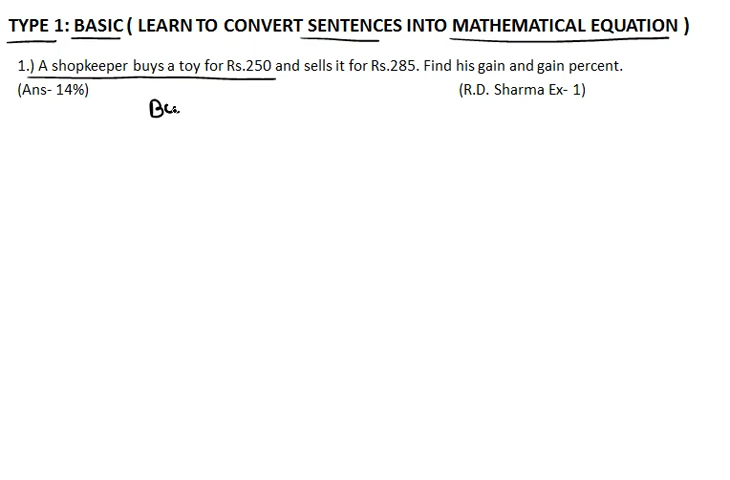 TYPE 1: BASIC ( LEARN TO CONVERT SENTENCES INTO MATHEMATICAL EQUATION )
1.) A shopkeeper buys a toy for Rs.250 and sells it for Rs.285. Find his gain and gain percent.
(Ans- 14%) (R.D. Sharma Ex- 1)